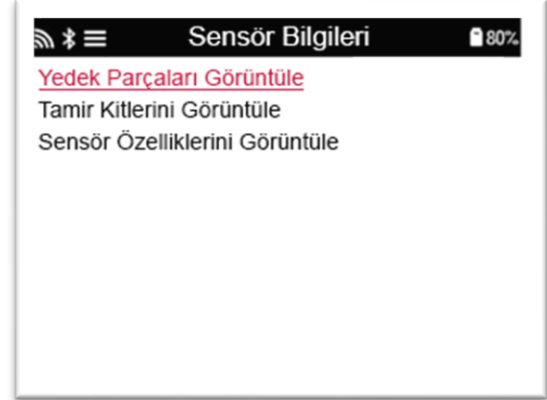 Sensör Bilgileri 80%
Yedek Parçaları Görüntüle
Tamir Kitlerini Görüntüle
Sensör Özelliklerini Görüntüle